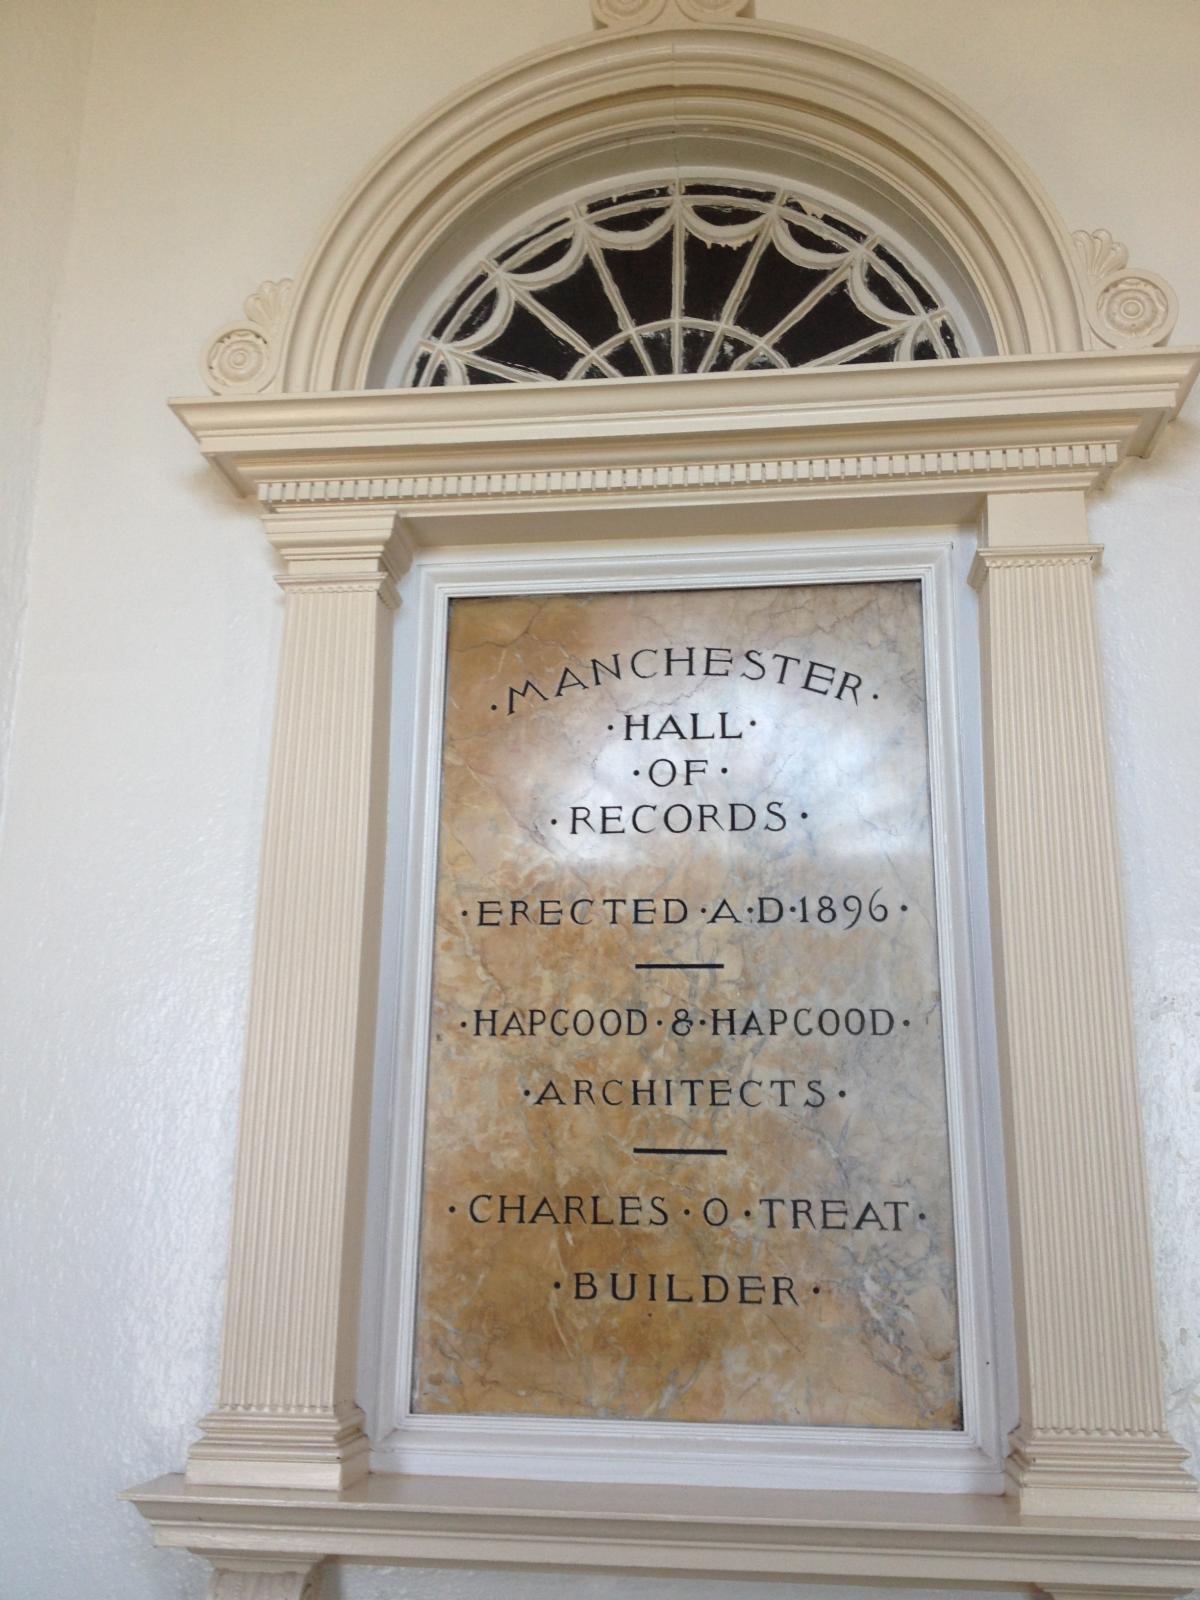 ·MANCHESTER·
·HALL·
·OF·
·RECORDS·
·ERECTED·A·D·1896·
·HAPGOOD·&·HAPGOOD·
·ARCHITECTS·
·CHARLES·O·TREAT·
·BUILDER·